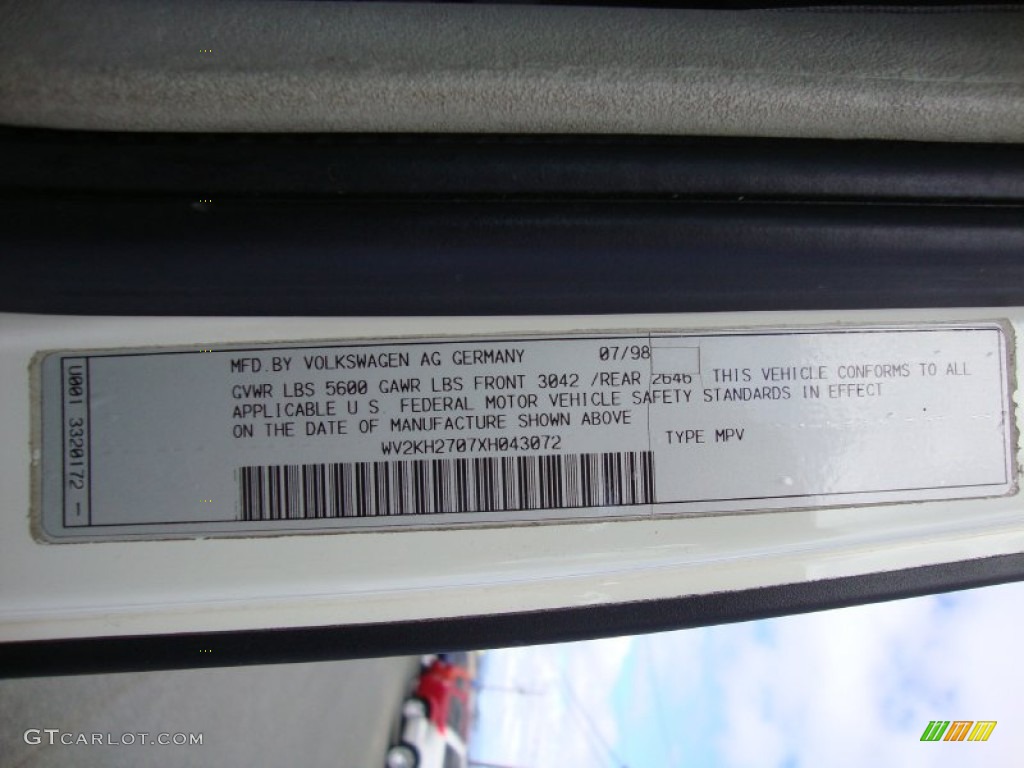 MFD.BY VOLKSWAGEN AG GERMANY 07/98
GVWR LBS 5600 GAWR LBS FRONT 3042 /REAR 2646 THIS VEHICLE CONFORMS TO ALL
APPLICABLE U S. FEDERAL MOTOR VEHICLE SAFETY STANDARDS IN EFFECT
ON THE DATE OF MANUFACTURE SHOWN ABOVE
WV2KH2707XH043072 TYPE MPV
U001 3320172 -
GTCARLOT.COM